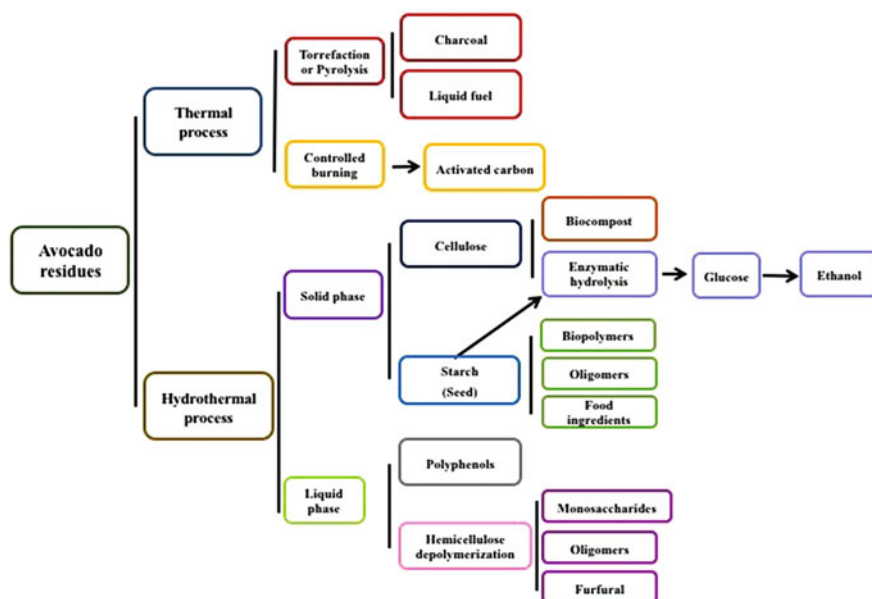 Avocado
residues
Thermal
process
Torrefaction
or Pyrolysis
Charcoal
Liquid fuel
Controlled
burning
Activated carbon
Hydrothermal
process
Solid phase
Cellulose
Biocompost
Enzymatic
hydrolysis
Glucose
Ethanol
Starch
(Seed)
Biopolymers
Oligomers
Food
ingredients
Liquid
phase
Polyphenols
Hemicellulose
depolymerization
Monosaccharides
Oligomers
Furfural